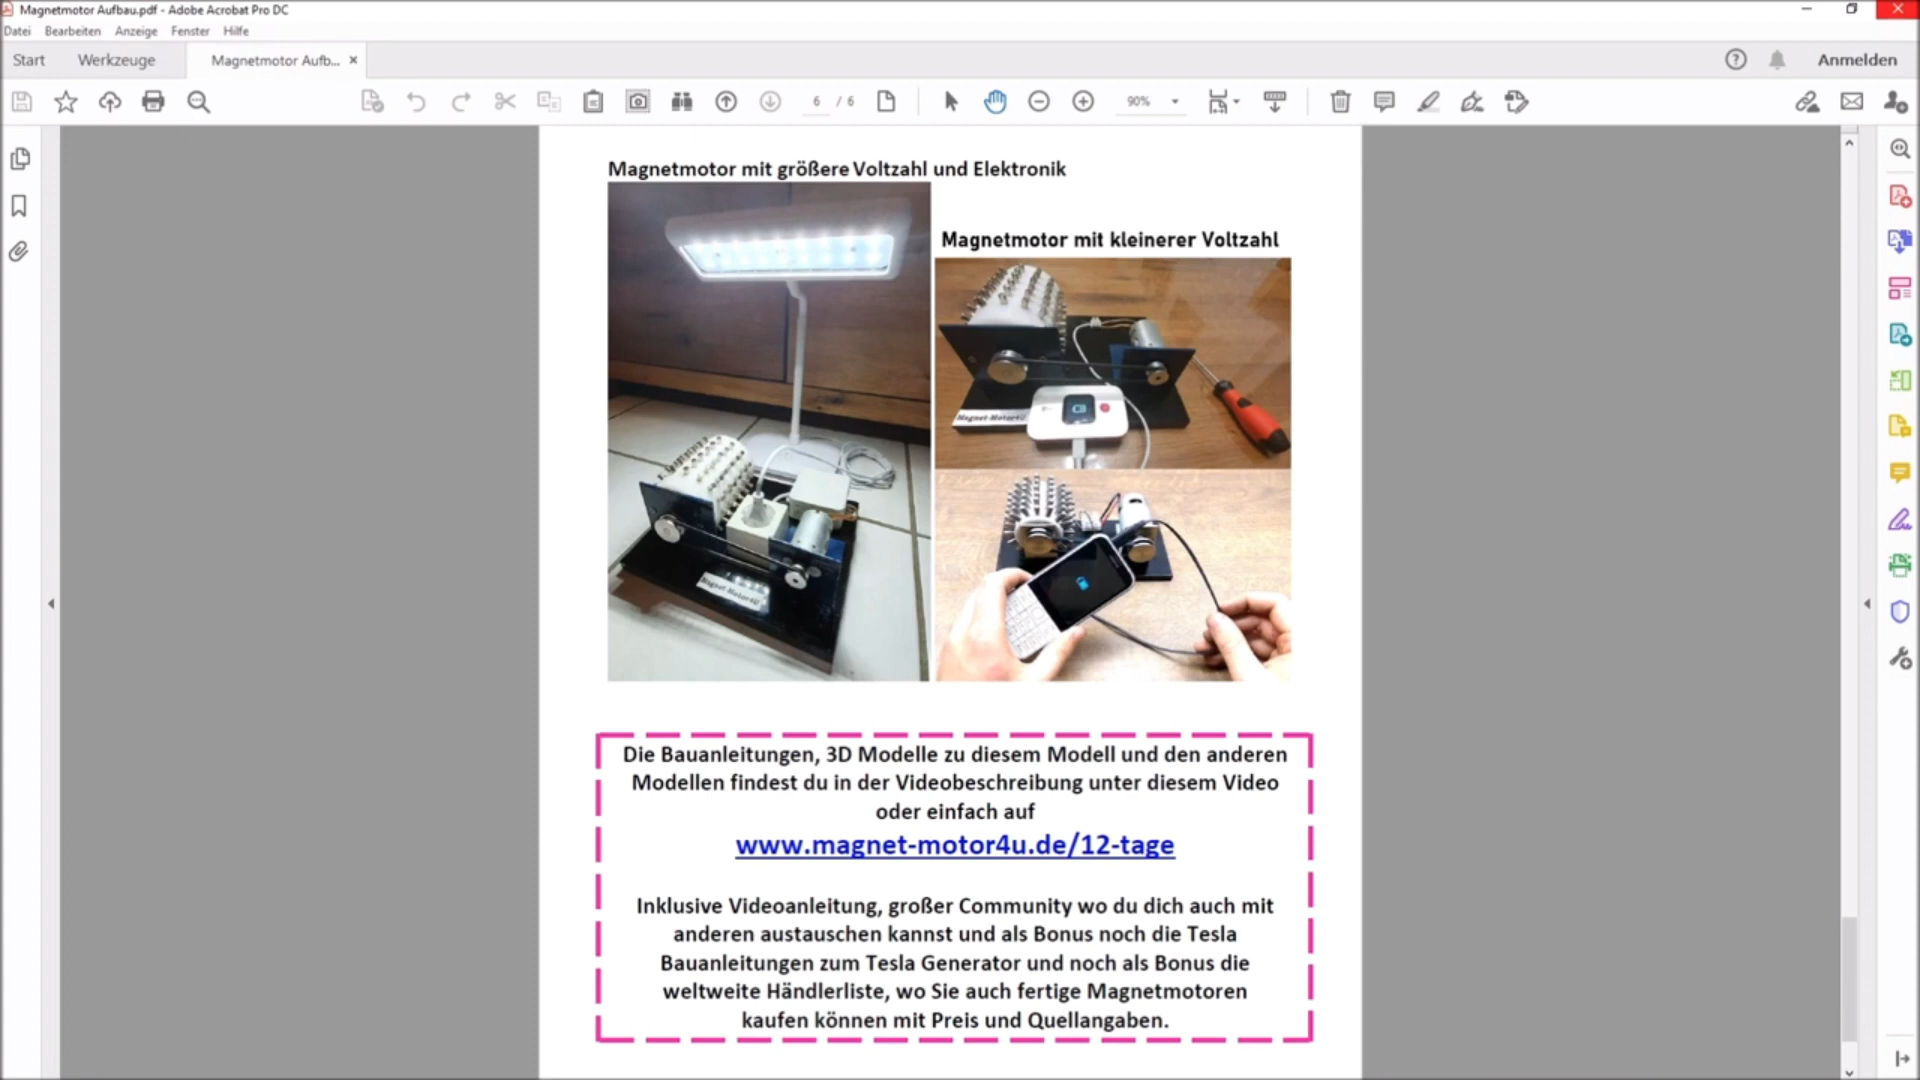 Magnetmotor Aufbau.pdf - Adobe Acrobat Pro DC
Datei Bearbeiten Anzeige Fenster Hilfe
Start Werkzeuge Magnetmotor Aufb... × Anmelden
6 / 6 90%
Magnetmotor mit größere Voltzahl und Elektronik
Magnetmotor mit kleinerer Voltzahl
Magnet-Motor4U
Magnet-Motor4U
Die Bauanleitungen, 3D Modelle zu diesem Modell und den anderen
Modellen findest du in der Videobeschreibung unter diesem Video
oder einfach auf
www.magnet-motor4u.de/12-tage
Inklusive Videoanleitung, großer Community wo du dich auch mit
anderen austauschen kannst und als Bonus noch die Tesla
Bauanleitungen zum Tesla Generator und noch als Bonus die
weltweite Händlerliste, wo Sie auch fertige Magnetmotoren
kaufen können mit Preis und Quellangaben.